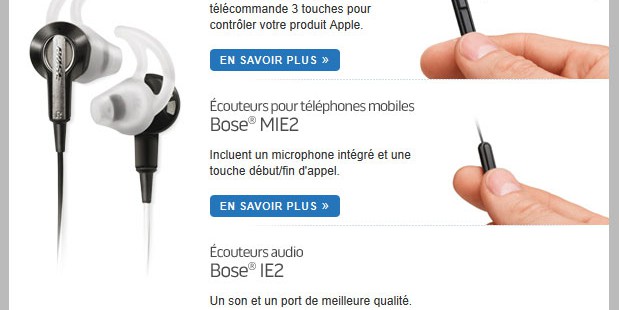 télécommande 3 touches pour
contrôler votre produit Apple.
EN SAVOIR PLUS »
Écouteurs pour téléphones mobiles
Bose® MIE2
Incluent un microphone intégré et une
touche début/fin d'appel.
EN SAVOIR PLUS »
Écouteurs audio
Bose® IE2
Un son et un port de meilleure qualité.